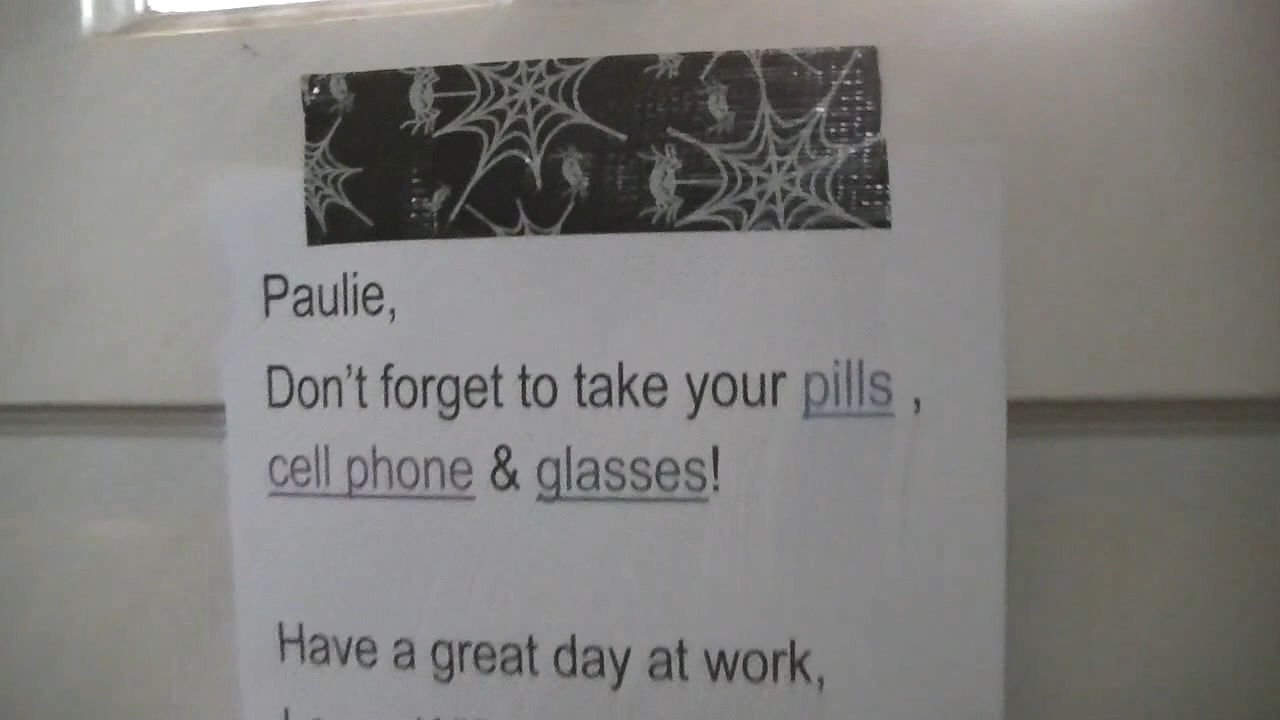 Paulie,
Don't forget to take your pills ,
cell phone & glasses!
Have a great day at work,